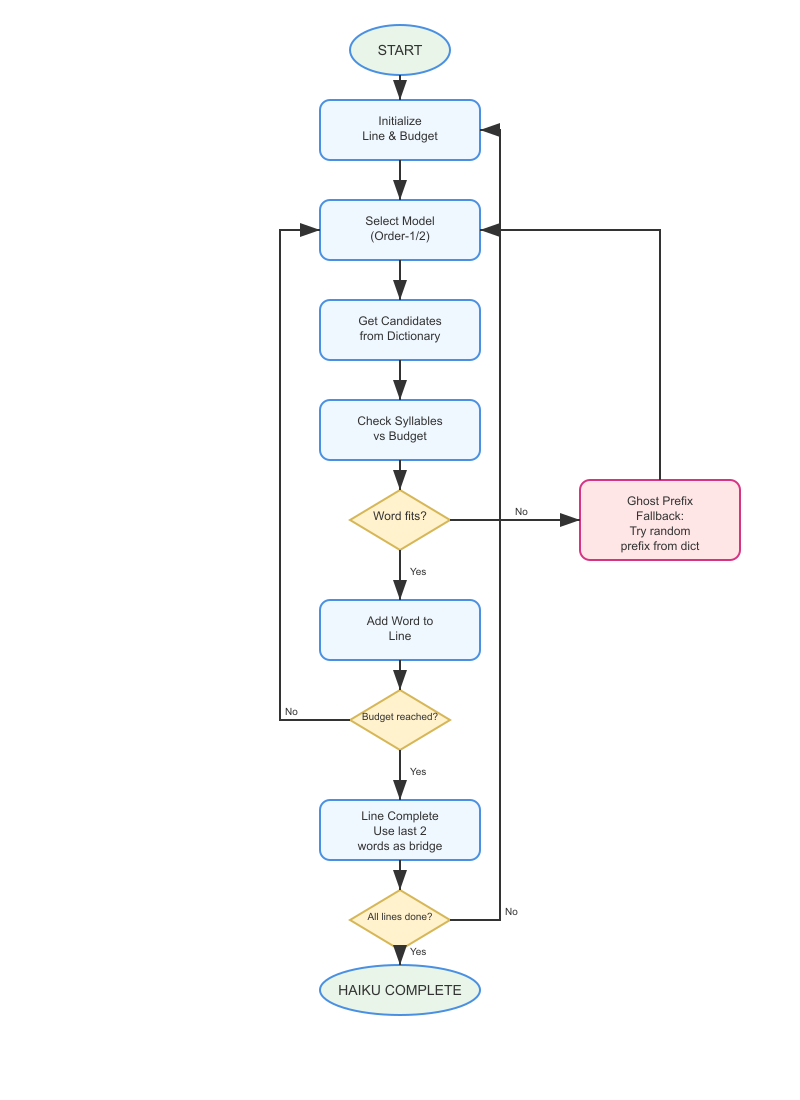 START
Initialize
Line & Budget
Select Model
(Order-1/2)
Get Candidates
from Dictionary
Check Syllables
vs Budget
Word fits?
No
Ghost Prefix
Fallback:
Try random
prefix from dict
Yes
Add Word to
Line
Budget reached?
No
Yes
Line Complete
Use last 2
words as bridge
All lines done?
No
Yes
HAIKU COMPLETE